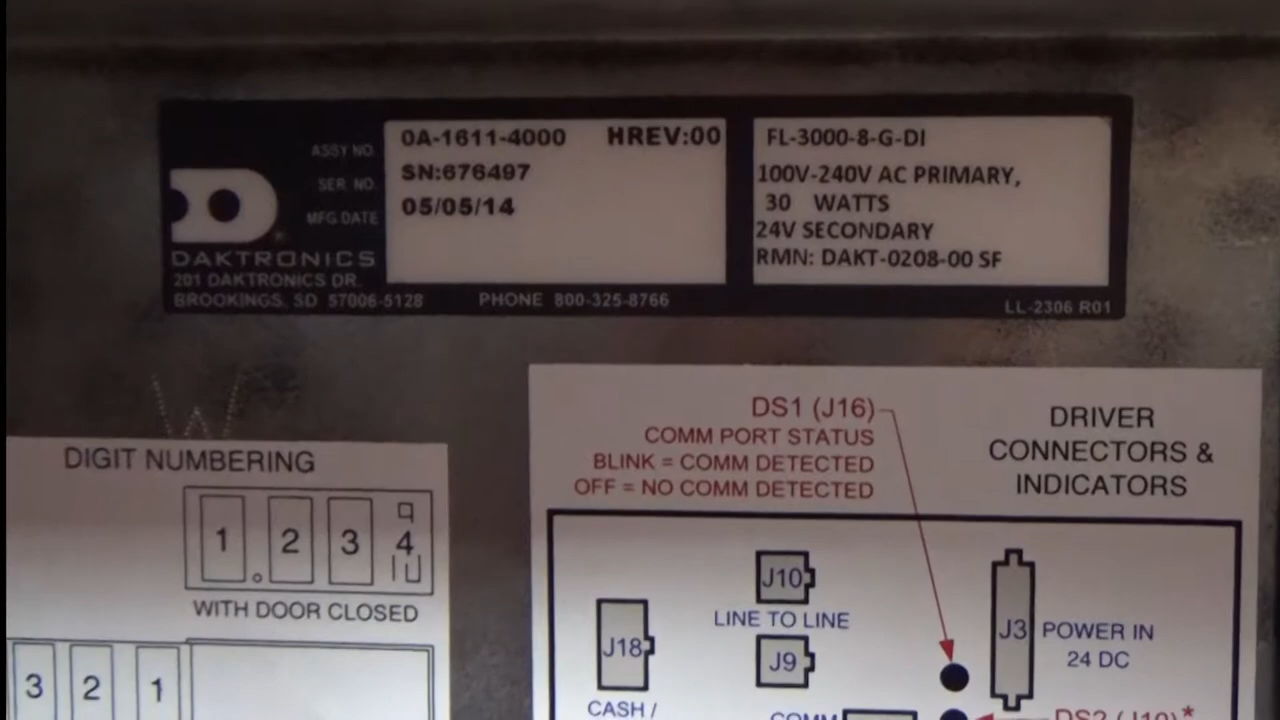 ASSY NO.
0A-1611-4000 HREV:00
SER NO.
SN:676497
MFG DATE
05/05/14
DAKTRONICS
201 DAKTRONICS DR.
BROOKINGS, SD 57006-5128
PHONE 800-325-8766
FL-3000-8-G-DI
100V-240V AC PRIMARY,
30 WATTS
24V SECONDARY
RMN: DAKT-0208-00 SF
LL-2306 R01
W
DIGIT NUMBERING
1 . 2 3 4
WITH DOOR CLOSED
3 2 1
DS1 (J16)
COMM PORT STATUS
BLINK = COMM DETECTED
OFF = NO COMM DETECTED
DRIVER
CONNECTORS &
INDICATORS
J10
LINE TO LINE
J9
J18
CASH /
J3
POWER IN
24 DC
COMM
DS2 (J19)*